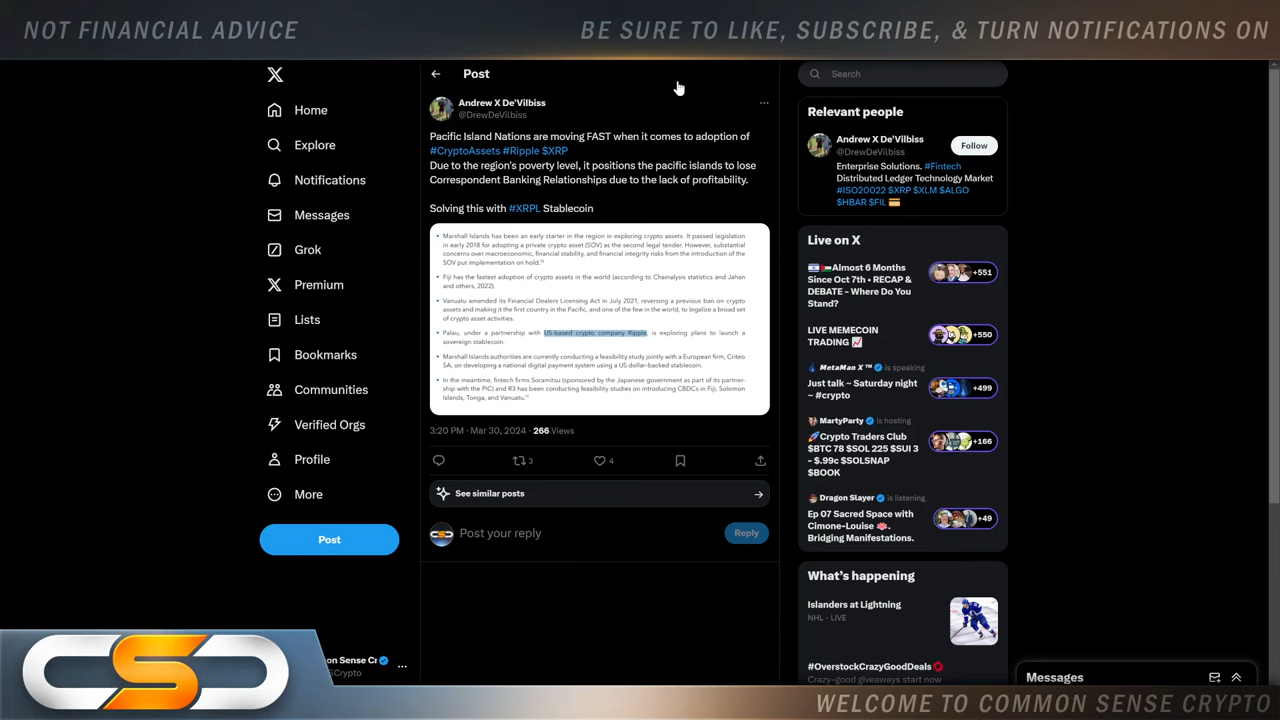 NOT FINANCIAL ADVICE
BE SURE TO LIKE, SUBSCRIBE, & TURN NOTIFICATIONS ON
Home
Explore
Notifications
Messages
Grok
Premium
Lists
Bookmarks
Communities
Verified Orgs
Profile
More
Post
on Sense Cr
SCrypto
Post
Andrew X De'Vilbiss
@DrewDeVilbiss
Pacific Island Nations are moving FAST when it comes to adoption of
#CryptoAssets #Ripple $XRP
Due to the region's poverty level, it positions the pacific islands to lose
Correspondent Banking Relationships due to the lack of profitability.
Solving this with #XRPL Stablecoin
• Marshall Islands has been an early starter in the region in exploring crypto assets. It passed legislation
in early 2018 for adopting a private crypto asset (SOV) as the second legal tender. However, substantial
concerns over macroeconomic, financial stability, and financial integrity risks from the introduction of the
SOV put implementation on hold.
• Fiji has the fastest adoption of crypto assets in the world (according to Chainalysis statistics and Jahan
and others, 2022).
• Vanuatu amended its Financial Dealers Licensing Act in July 2021, reversing a previous ban on crypto
assets and making it the first country in the Pacific, and one of the few in the world, to legalize a broad set
of crypto asset activities.
• Palau, under a partnership with US-based crypto company Ripple, is exploring plans to launch a
sovereign stablecoin.
• Marshall Islands authorities are currently conducting a feasibility study jointly with a European firm, Criteo
SA, on developing a national digital payment system using a US dollar-backed stablecoin.
• In the meantime, fintech firms Soramitsu (sponsored by the Japanese government as part of its partner-
ship with the PIC) and R3 has been conducting feasibility studies on introducing CBDCs in Fiji, Solomon
Islands, Tonga, and Vanuatu.
3:20 PM · Mar 30, 2024 · 266 Views
3
4
See similar posts
Post your reply
Reply
Search
Relevant people
Andrew X De'Vilbiss
@DrewDeVilbiss
Follow
Enterprise Solutions. #Fintech
Distributed Ledger Technology Market
#ISO20022 $XRP $XLM $ALGO
$HBAR $FIL
Live on X
Almost 6 Months
Since Oct 7th • RECAP &
DEBATE - Where Do You
Stand?
+551
LIVE MEMECOIN
TRADING
+550
MetaMan X ™ is speaking
Just talk ~ Saturday night
~ #crypto
+499
MartyParty is hosting
Crypto Traders Club
$BTC 78 $SOL 225 $SUI 3
- $.99c $SOLSNAP
$BOOK
+166
Dragon Slayer is listening
Ep 07 Sacred Space with
Cimone-Louise
Bridging Manifestations.
+49
What's happening
Islanders at Lightning
NHL · LIVE
#OverstockCrazyGoodDeals
Crazy-good giveaways start now
Messages
CSC
WELCOME TO COMMON SENSE CRYPTO